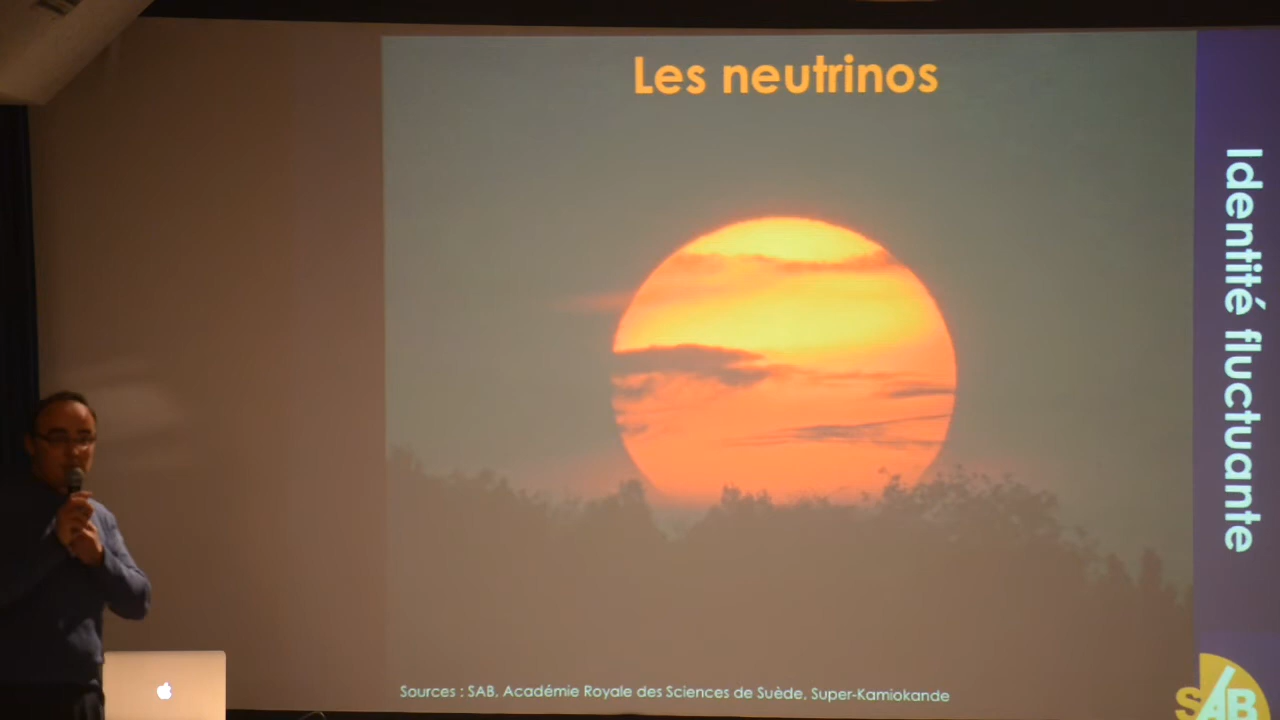 Les neutrinos
Identité fluctuante
Sources : SAB, Académie Royale des Sciences de Suède, Super-Kamiokande
SAB